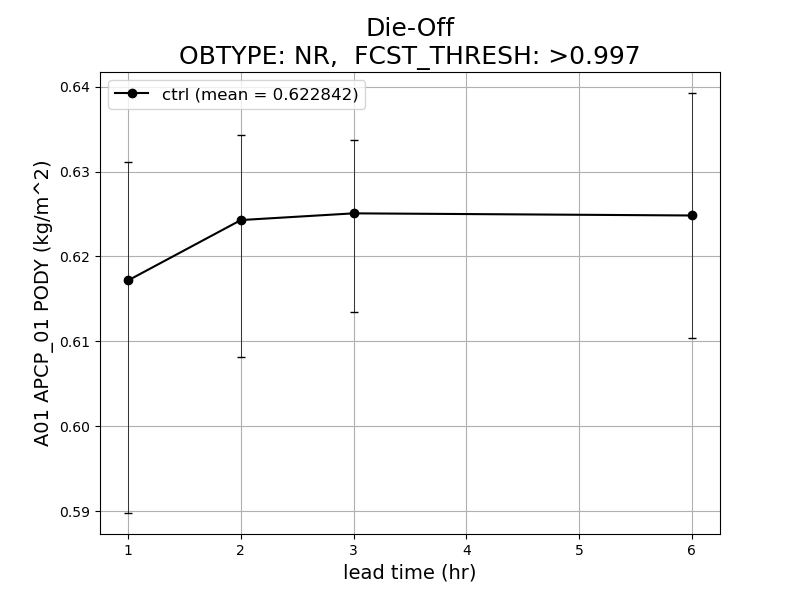 Die-Off
OBTYPE: NR,  FCST_THRESH: >0.997
ctrl (mean = 0.622842)
A01 APCP_01 PODY (kg/m^2)
0.64
0.63
0.62
0.61
0.60
0.59
1 2 3 4 5 6
lead time (hr)